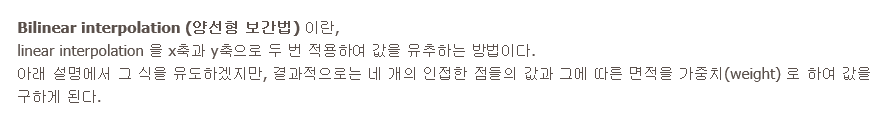 Bilinear interpolation (양선형 보간법) 이란,
linear interpolation 을 x축과 y축으로 두 번 적용하여 값을 유추하는 방법이다.
아래 설명에서 그 식을 유도하겠지만, 결과적으로는 네 개의 인접한 점들의 값과 그에 따른 면적을 가중치(weight) 로 하여 값을
구하게 된다.